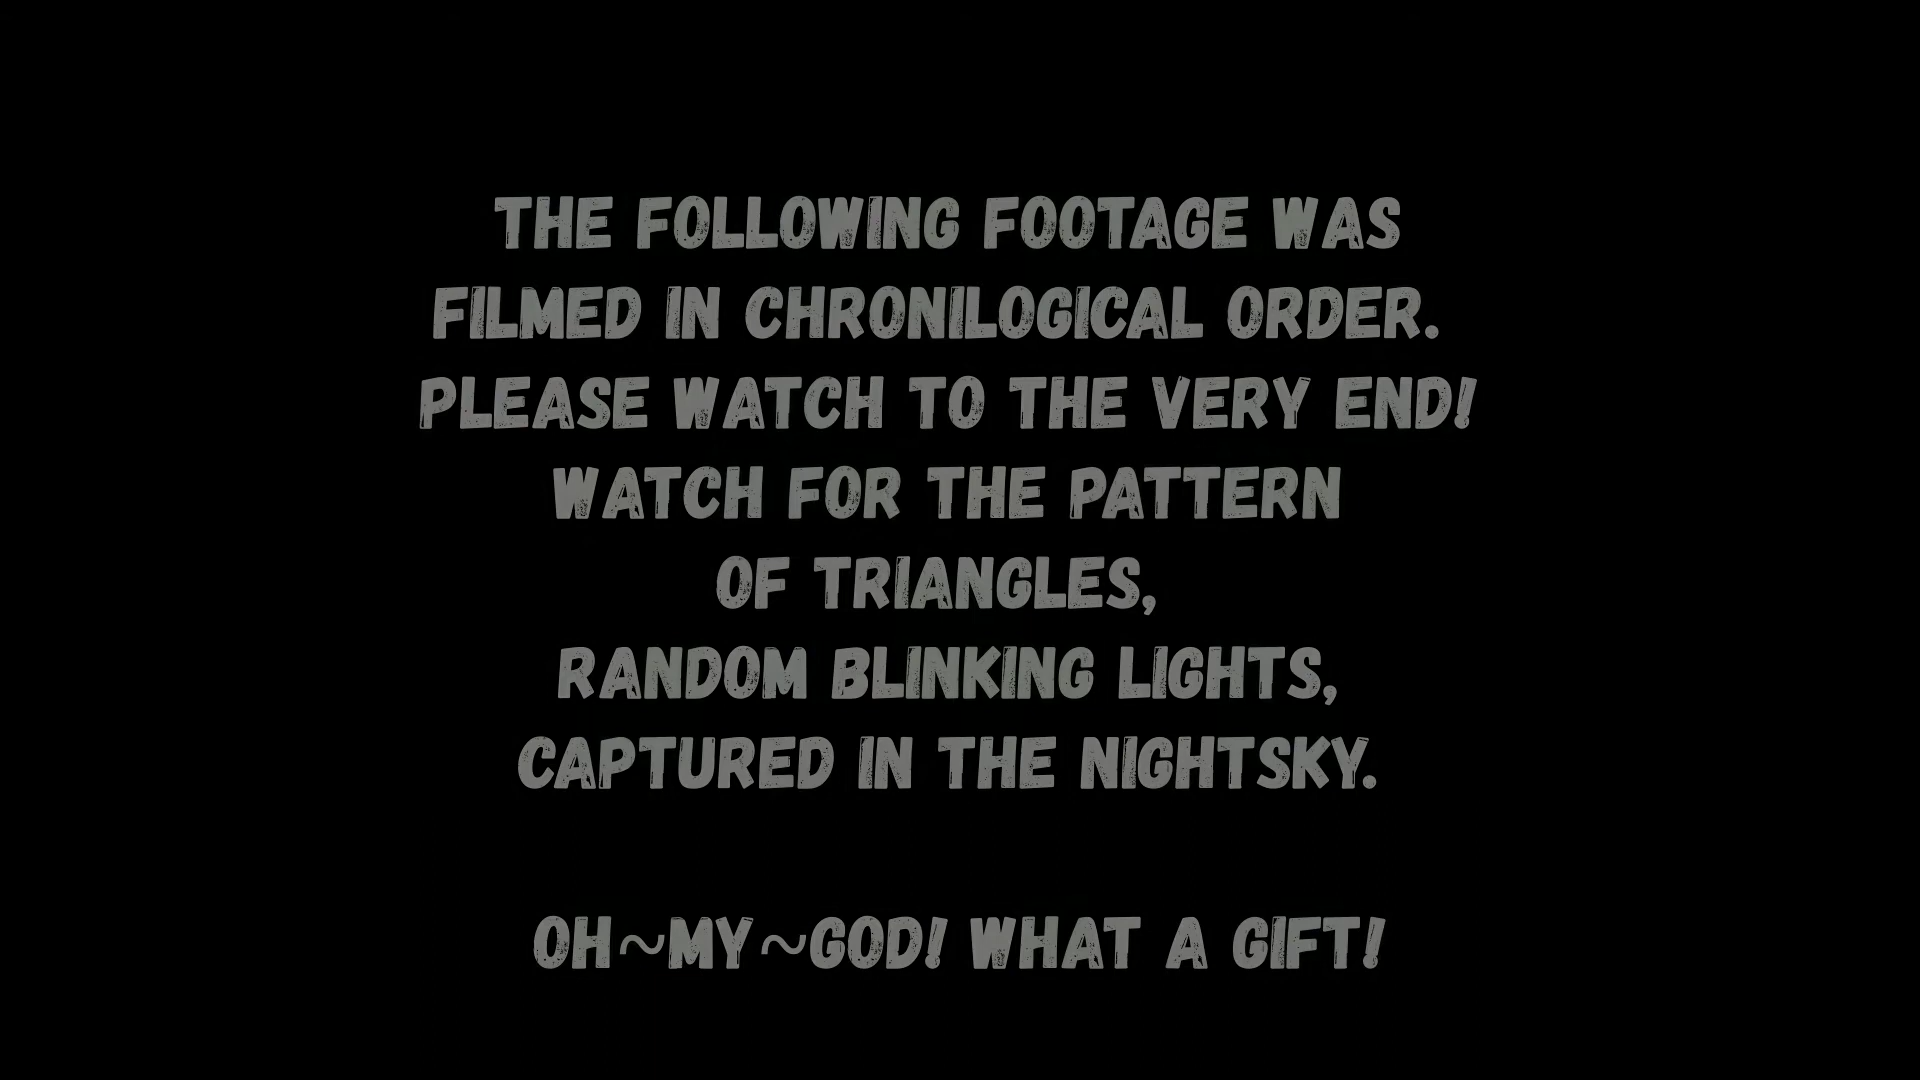 THE FOLLOWING FOOTAGE WAS
FILMED IN CHRONILOGICAL ORDER.
PLEASE WATCH TO THE VERY END!
WATCH FOR THE PATTERN
OF TRIANGLES,
RANDOM BLINKING LIGHTS,
CAPTURED IN THE NIGHTSKY.
OH~MY~GOD! WHAT A GIFT!